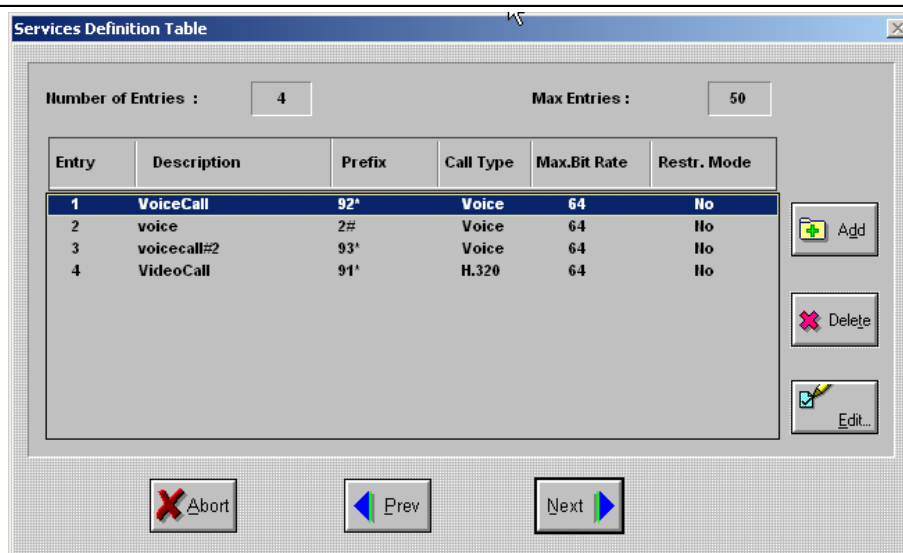 Services Definition Table
Number of Entries : 4 Max Entries : 50
Entry Description Prefix Call Type Max.Bit Rate Restr. Mode
1 VoiceCall 92* Voice 64 No
2 voice 2# Voice 64 No
3 voicecall#2 93* Voice 64 No
4 VideoCall 91* H.320 64 No
Add
Delete
Edit...
Abort Prev Next